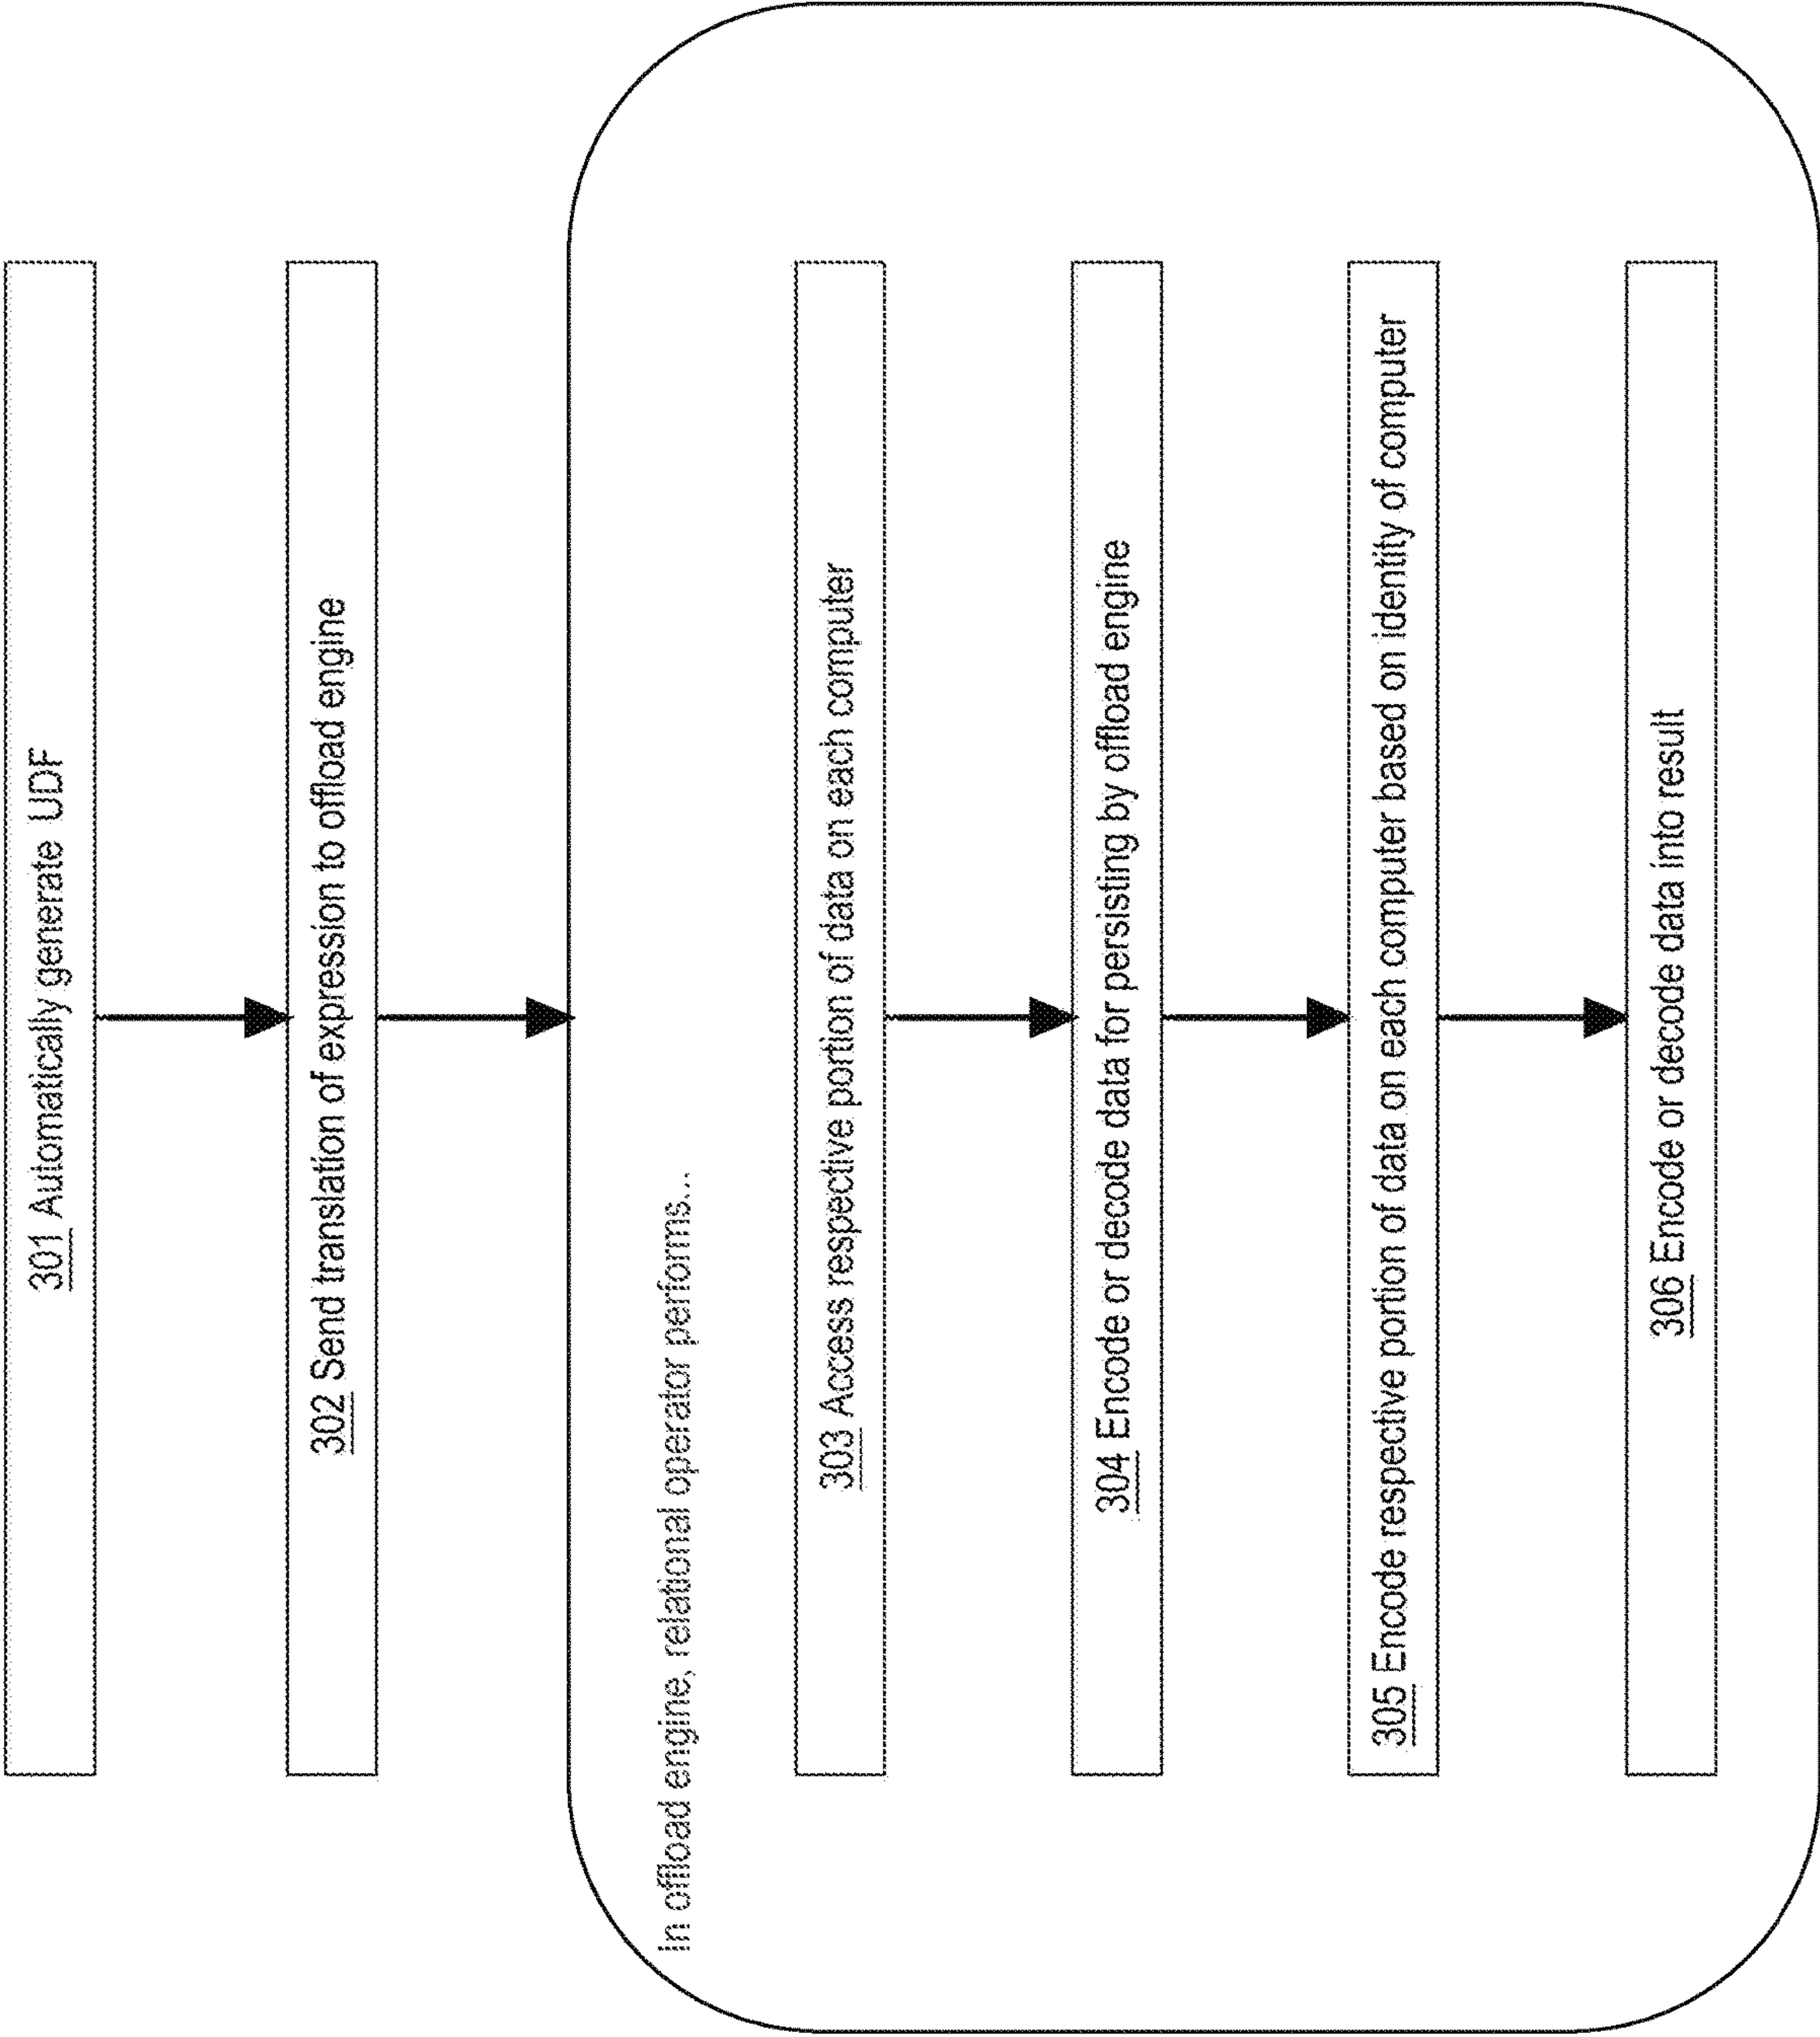 301 Automatically generate UDF
302 Send translation of expression to offload engine
In offload engine, relational operator performs...
303 Access respective portion of data on each computer
304 Encode or decode data for persisting by offload engine
305 Encode respective portion of data on each computer based on identity of computer
306 Encode or decode data into result